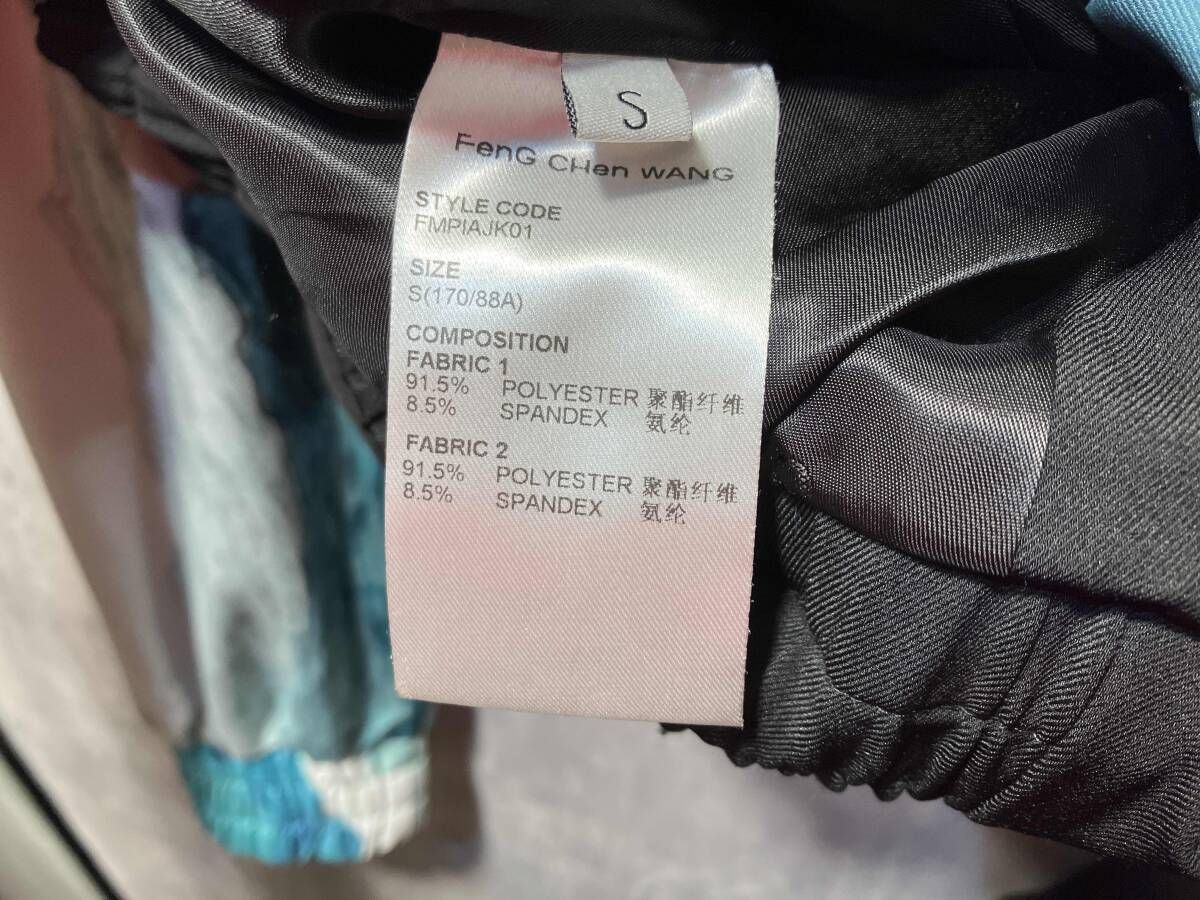 S
FenG CHen WANG
STYLE CODE
FMPIAJK01
SIZE
S(170/88A)
COMPOSITION
FABRIC 1
91.5% POLYESTER 聚酯纤维
8.5% SPANDEX 氨纶
FABRIC 2
91.5% POLYESTER 聚酯纤维
8.5% SPANDEX 氨纶